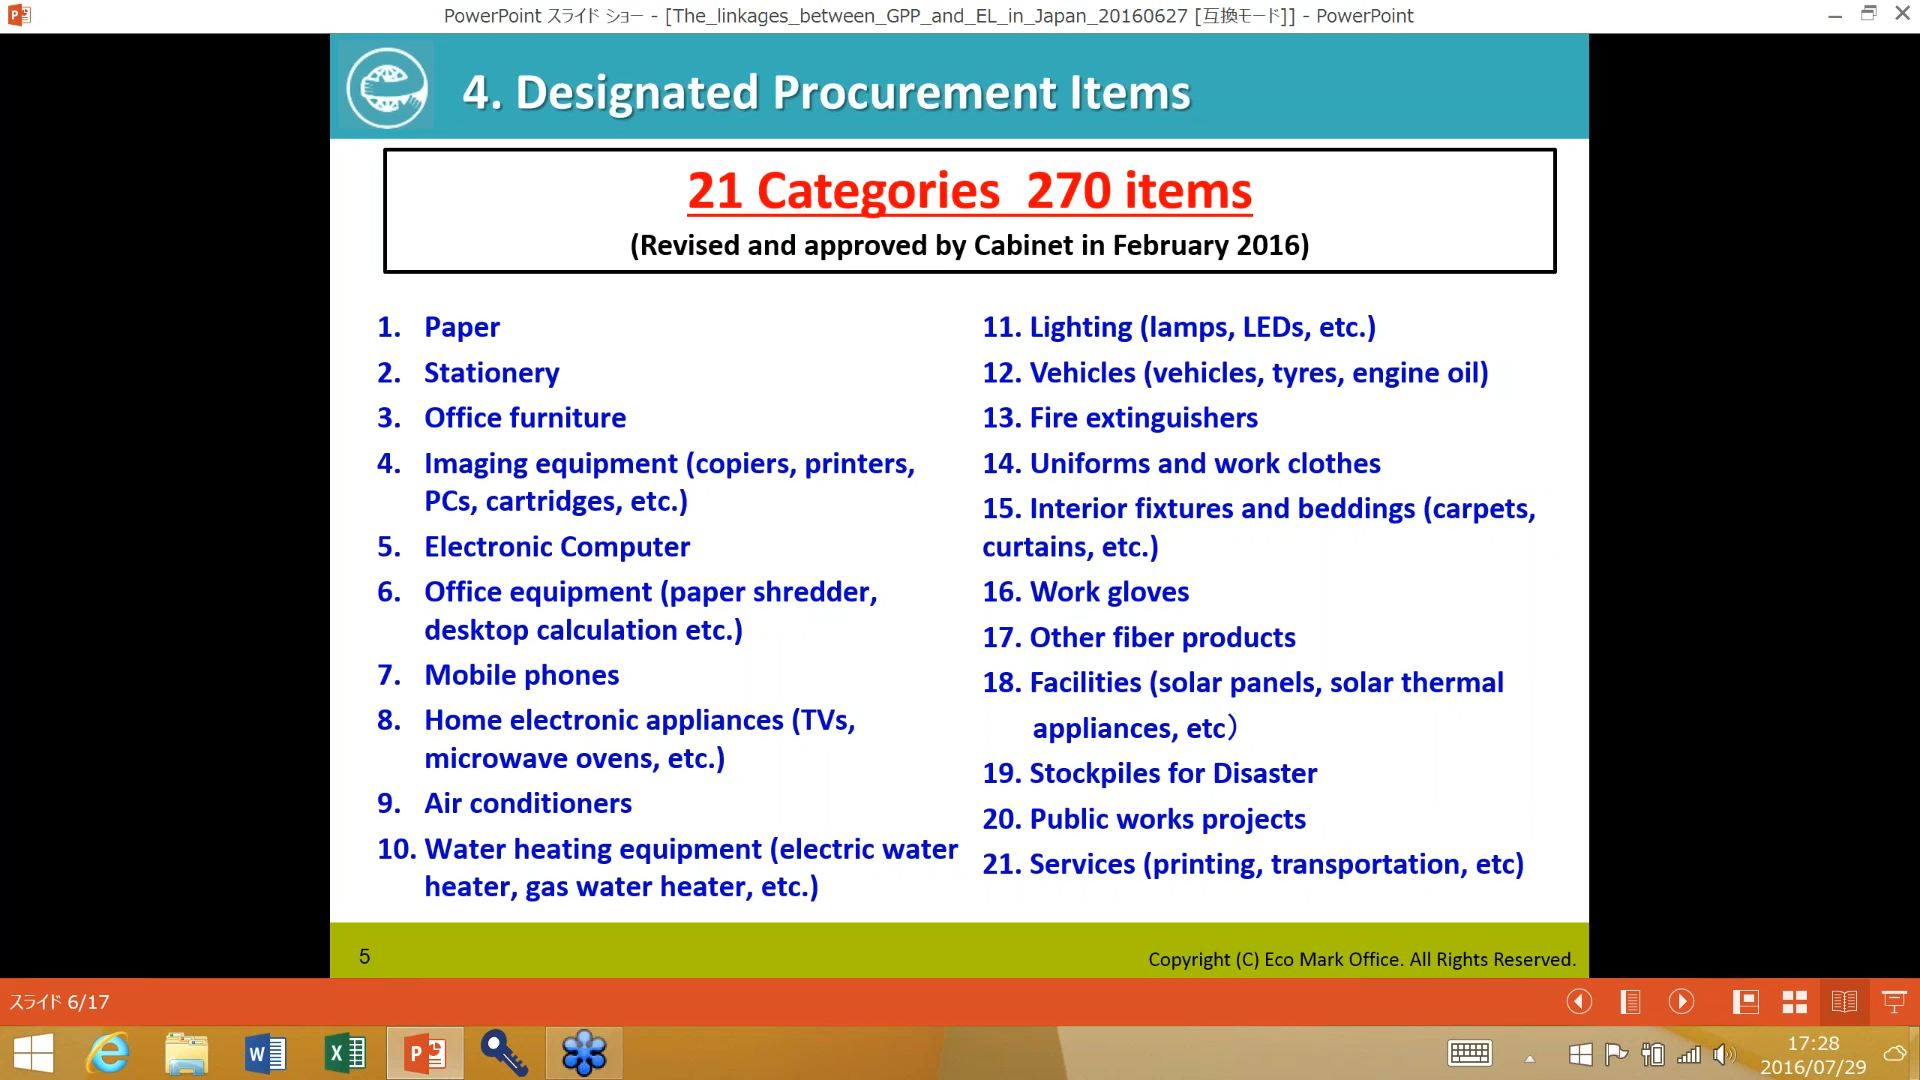 PowerPoint スライド ショー - [The_linkages_between_GPP_and_EL_in_Japan_20160627 [互換モード]] - PowerPoint
4. Designated Procurement Items
21 Categories 270 items
(Revised and approved by Cabinet in February 2016)
1. Paper
2. Stationery
3. Office furniture
4. Imaging equipment (copiers, printers,
PCs, cartridges, etc.)
5. Electronic Computer
6. Office equipment (paper shredder,
desktop calculation etc.)
7. Mobile phones
8. Home electronic appliances (TVs,
microwave ovens, etc.)
9. Air conditioners
10. Water heating equipment (electric water
heater, gas water heater, etc.)
11. Lighting (lamps, LEDs, etc.)
12. Vehicles (vehicles, tyres, engine oil)
13. Fire extinguishers
14. Uniforms and work clothes
15. Interior fixtures and beddings (carpets,
curtains, etc.)
16. Work gloves
17. Other fiber products
18. Facilities (solar panels, solar thermal
appliances, etc）
19. Stockpiles for Disaster
20. Public works projects
21. Services (printing, transportation, etc)
5
Copyright (C) Eco Mark Office. All Rights Reserved.
スライド 6/17
17:28
2016/07/29